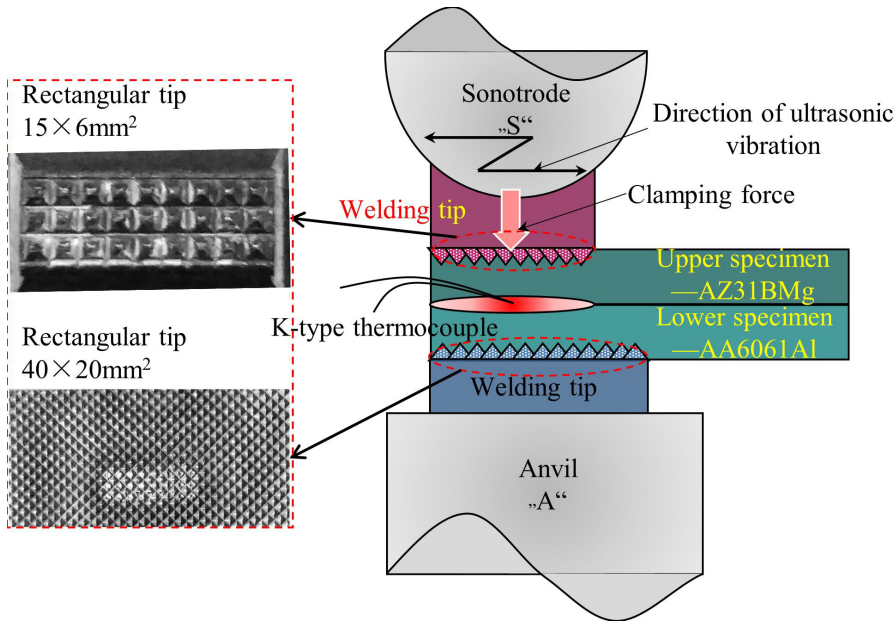 Rectangular tip
15×6mm²
Rectangular tip
40×20mm²
Sonotrode
„S“
Direction of ultrasonic
vibration
Clamping force
Welding tip
Upper specimen
—AZ31BMg
K-type thermocouple
Lower specimen
—AA6061Al
Welding tip
Anvil
„A“